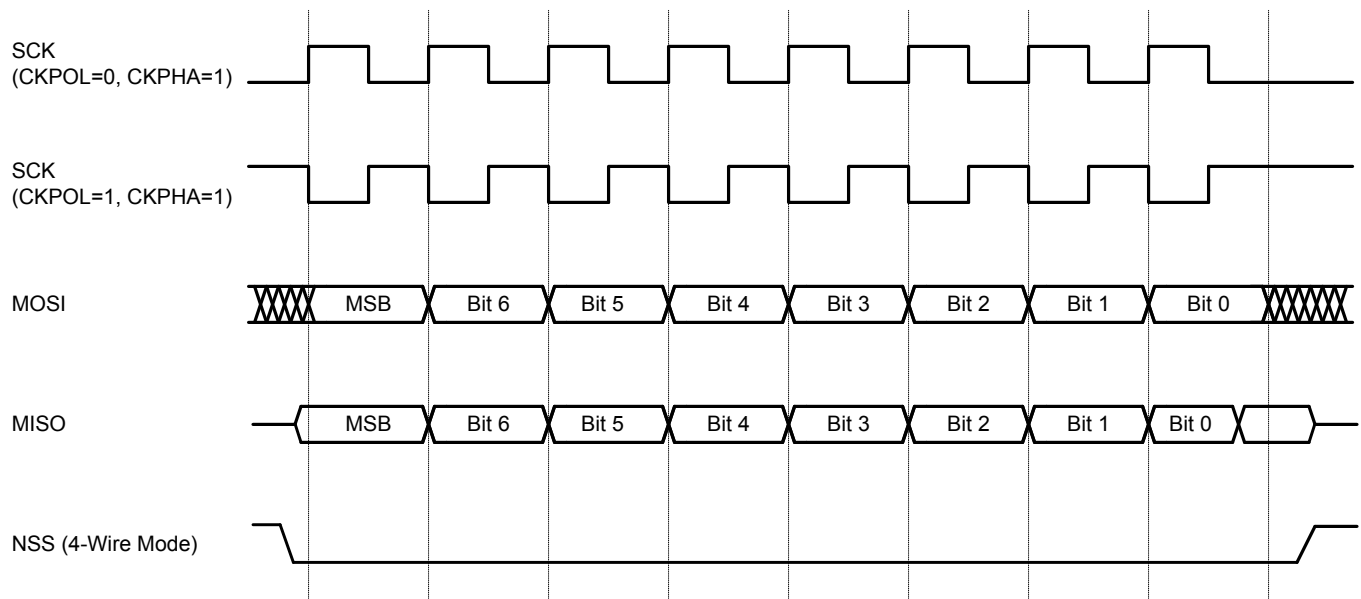 SCK
(CKPOL=0, CKPHA=1)
SCK
(CKPOL=1, CKPHA=1)
MOSI
MSB Bit 6 Bit 5 Bit 4 Bit 3 Bit 2 Bit 1 Bit 0
MISO
MSB Bit 6 Bit 5 Bit 4 Bit 3 Bit 2 Bit 1 Bit 0
NSS (4-Wire Mode)